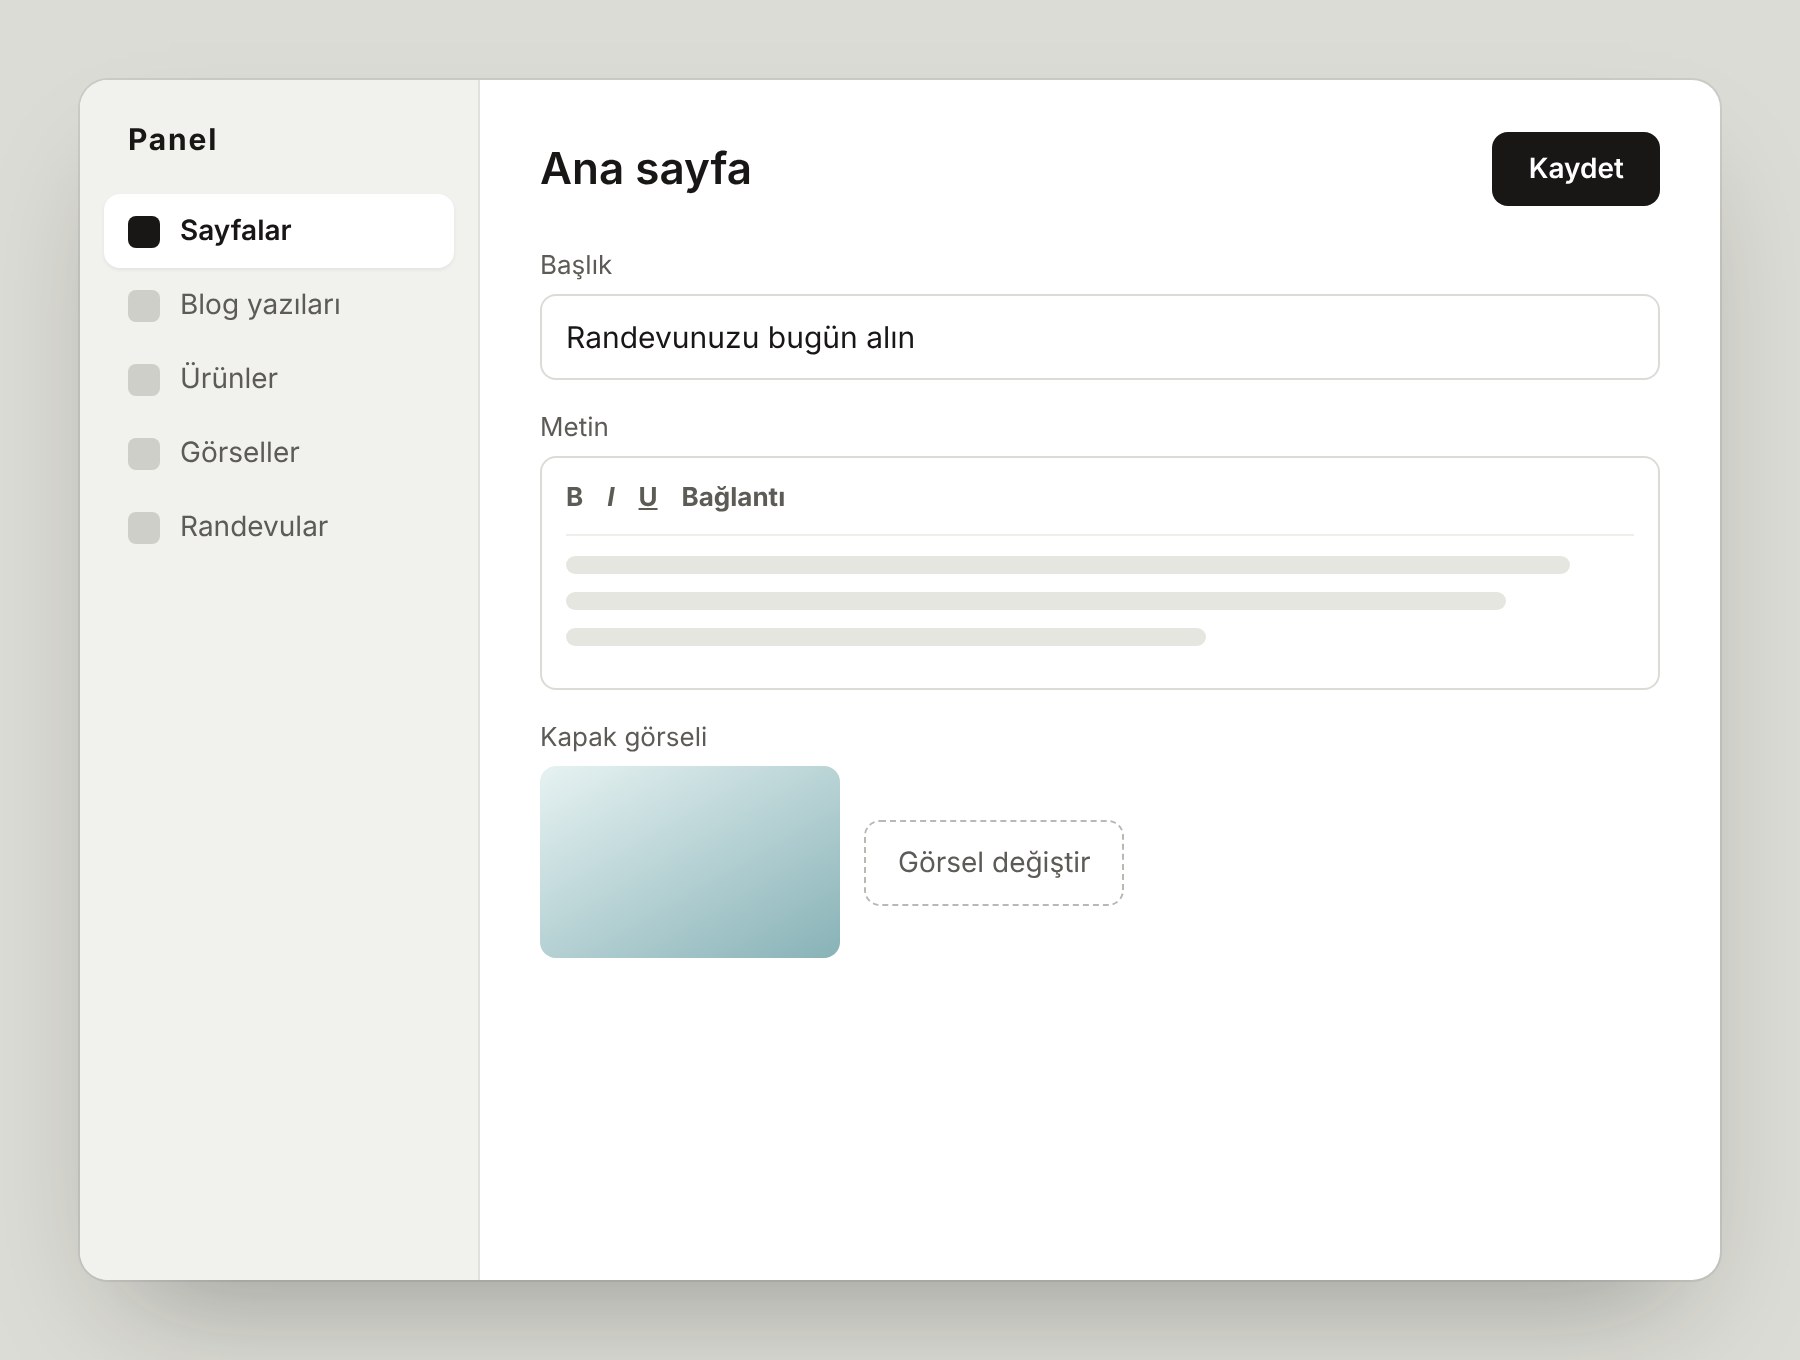 Panel
Sayfalar
Blog yazıları
Ürünler
Görseller
Randevular
Ana sayfa
Kaydet
Başlık
Randevunuzu bugün alın
Metin
B I U Bağlantı
Kapak görseli
Görsel değiştir